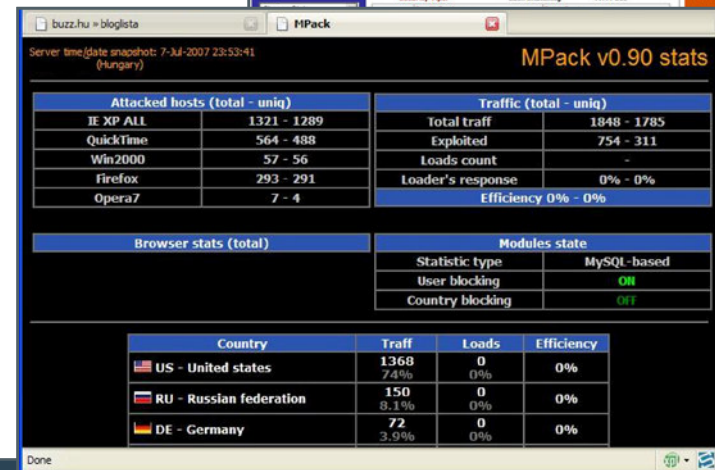 buzz.hu » bloglista
MPack
Server time/date snapshot: 7-Jul-2007 23:53:41
(Hungary)
MPack v0.90 stats
Attacked hosts (total - uniq)
IE XP ALL 1321 - 1289
QuickTime 564 - 488
Win2000 57 - 56
Firefox 293 - 291
Opera7 7 - 4
Traffic (total - uniq)
Total traff 1848 - 1785
Exploited 754 - 311
Loads count -
Loader's response 0% - 0%
Efficiency 0% - 0%
Browser stats (total)
Modules state
Statistic type MySQL-based
User blocking ON
Country blocking OFF
Country Traff Loads Efficiency
US - United states 1368 74% 0 0% 0%
RU - Russian federation 150 8.1% 0 0% 0%
DE - Germany 72 3.9% 0 0% 0%
Done